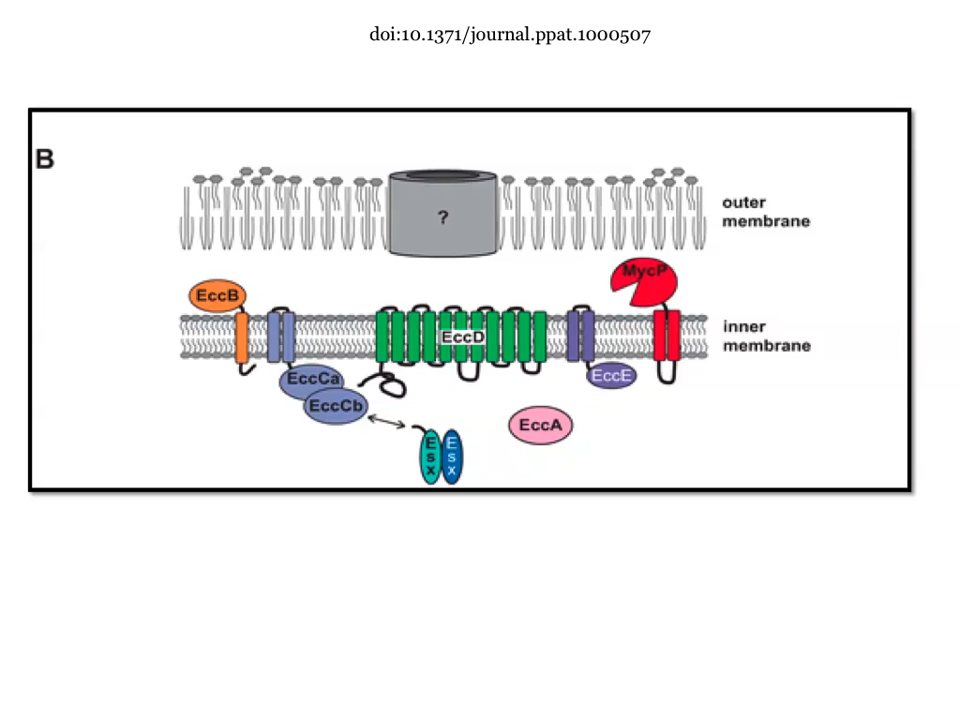 doi:10.1371/journal.ppat.1000507
B
?
outer
membrane
MycP
EccB
EccD
inner
membrane
EccCa
EccE
EccCb
EccA
Esx
Esx